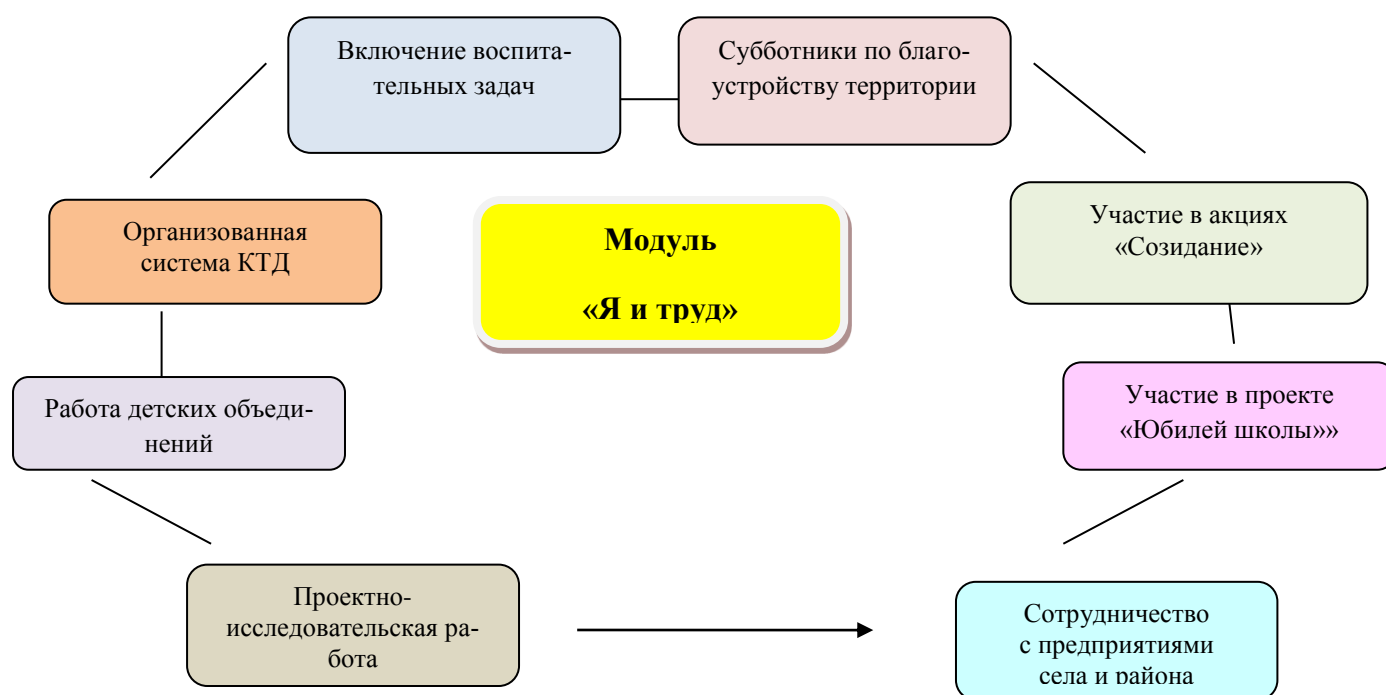 Включение воспита-
тельных задач
Субботники по благо-
устройству территории
Организованная
система КТД
Модуль
«Я и труд»
Участие в акциях
«Созидание»
Работа детских объеди-
нений
Участие в проекте
«Юбилей школы»»
Проектно-
исследовательская ра-
бота
Сотрудничество
с предприятиями
села и района